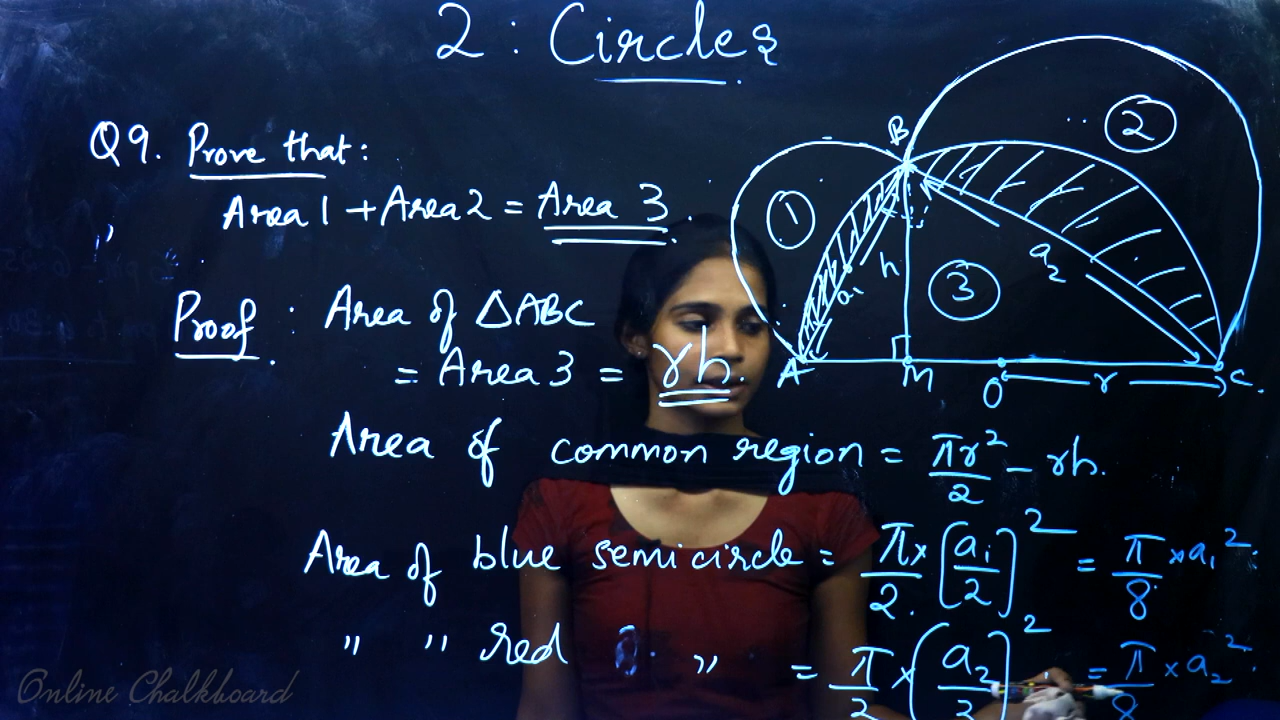 2 : Circles
Q9. Prove that:
Area 1 + Area 2 = Area 3.
Proof : Area of △ABC
= Area 3 = rh.
Area of common region = πr²/2 - rh.
Area of blue semicircle = π/2 × (a₁/2)² = π/8 × a₁².
" " red " = π/2 × (a₂/2)² = π/8 × a₂².
B
1
2
3
h
a₁
a₂
A M O r C
Online Chalkboard